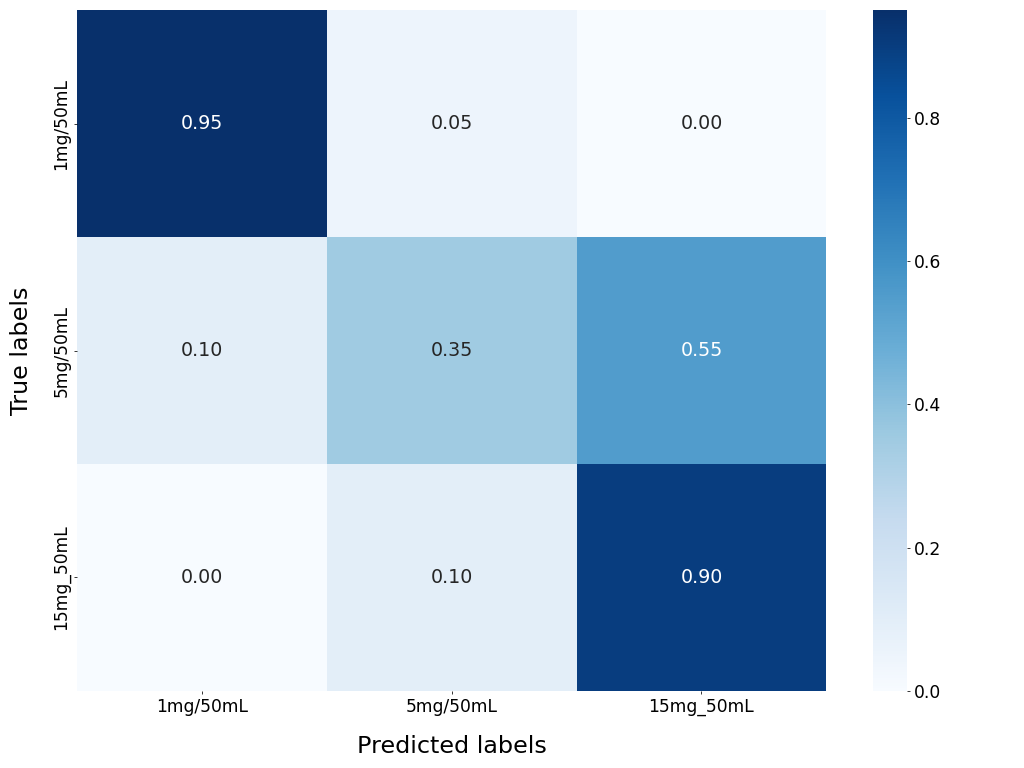 True labels
1mg/50mL
0.95 0.05 0.00
5mg/50mL
0.10 0.35 0.55
15mg_50mL
0.00 0.10 0.90
1mg/50mL 5mg/50mL 15mg_50mL
Predicted labels
0.8
0.6
0.4
0.2
0.0